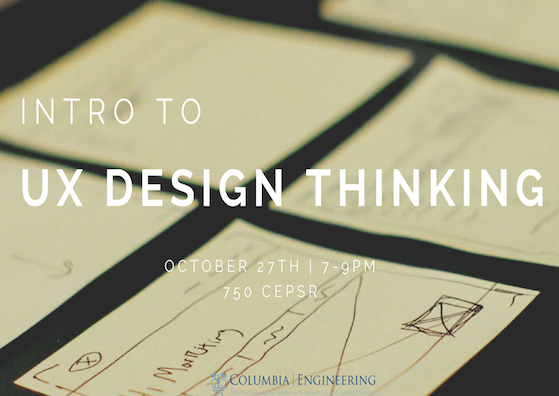 INTRO TO
UX DESIGN THINKING
OCTOBER 27TH | 7-9PM
750 CEPSR
COLUMBIA | ENGINEERING